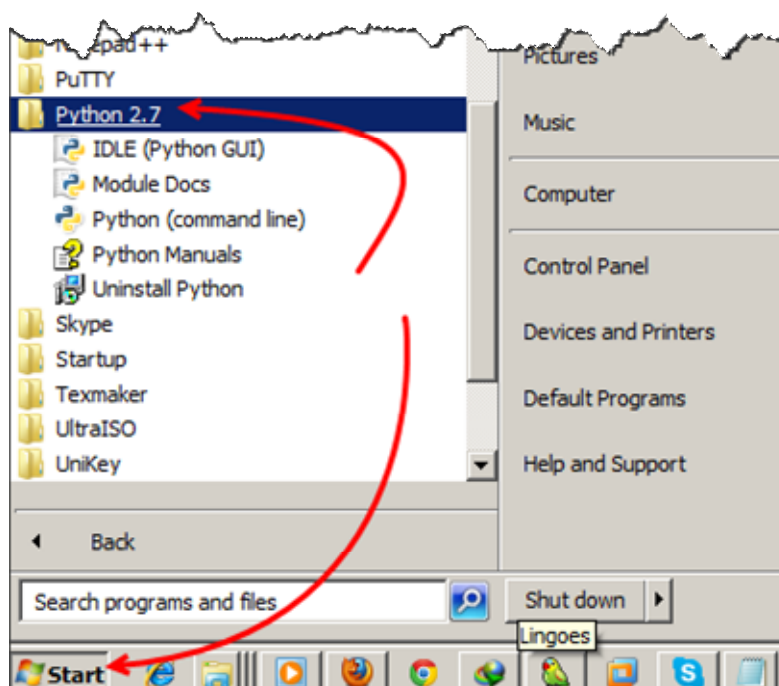 Notepad++
PuTTY
Python 2.7
IDLE (Python GUI)
Module Docs
Python (command line)
Python Manuals
Uninstall Python
Skype
Startup
Texmaker
UltraISO
UniKey
Back
Search programs and files
Pictures
Music
Computer
Control Panel
Devices and Printers
Default Programs
Help and Support
Shut down
Lingoes
Start